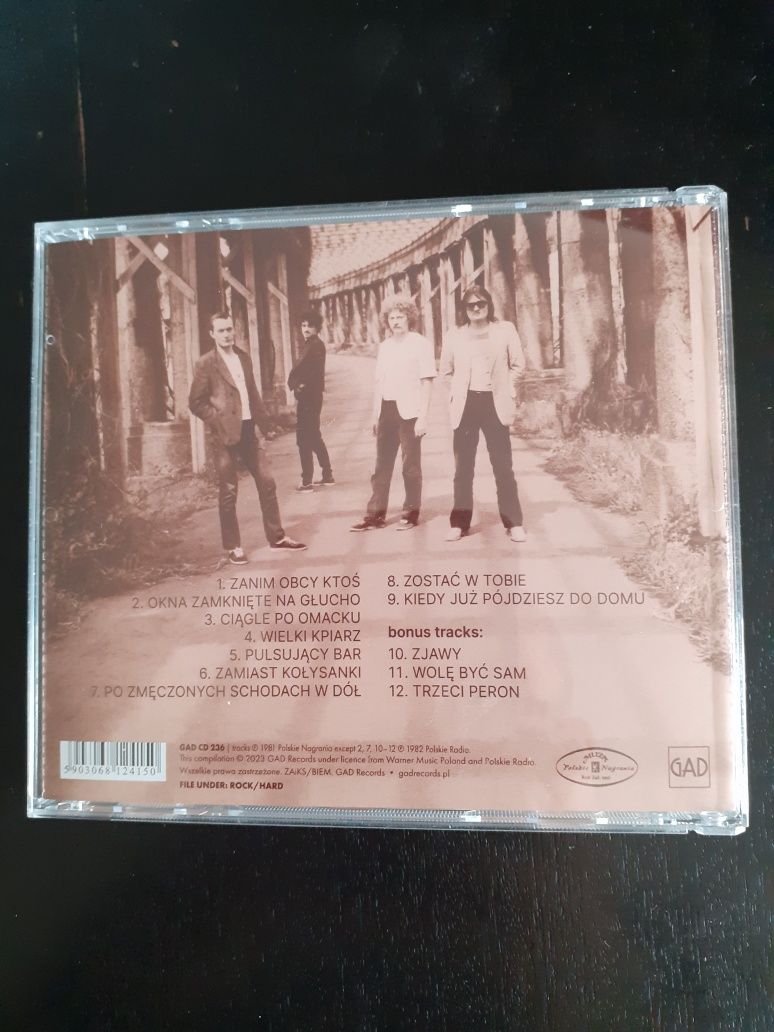 1. ZANIM OBCY KTOŚ
2. OKNA ZAMKNIĘTE NA GŁUCHO
3. CIĄGLE PO OMACKU
4. WIELKI KPIARZ
5. PULSUJĄCY BAR
6. ZAMIAST KOŁYSANKI
7. PO ZMĘCZONYCH SCHODACH W DÓŁ
8. ZOSTAĆ W TOBIE
9. KIEDY JUŻ PÓJDZIESZ DO DOMU
bonus tracks:
10. ZJAWY
11. WOLĘ BYĆ SAM
12. TRZECI PERON
5903068124150
GAD CD 236 | tracks ℗ 1981 Polskie Nagrania except 2, 7, 10–12 ℗ 1982 Polskie Radio.
This compilation © 2023 GAD Records under licence from Warner Music Poland and Polskie Radio.
Wszelkie prawa zastrzeżone. ZAiKS/BIEM. GAD Records • gadrecords.pl
FILE UNDER: ROCK/HARD
MUZA
Polskie Nagrania
GAD